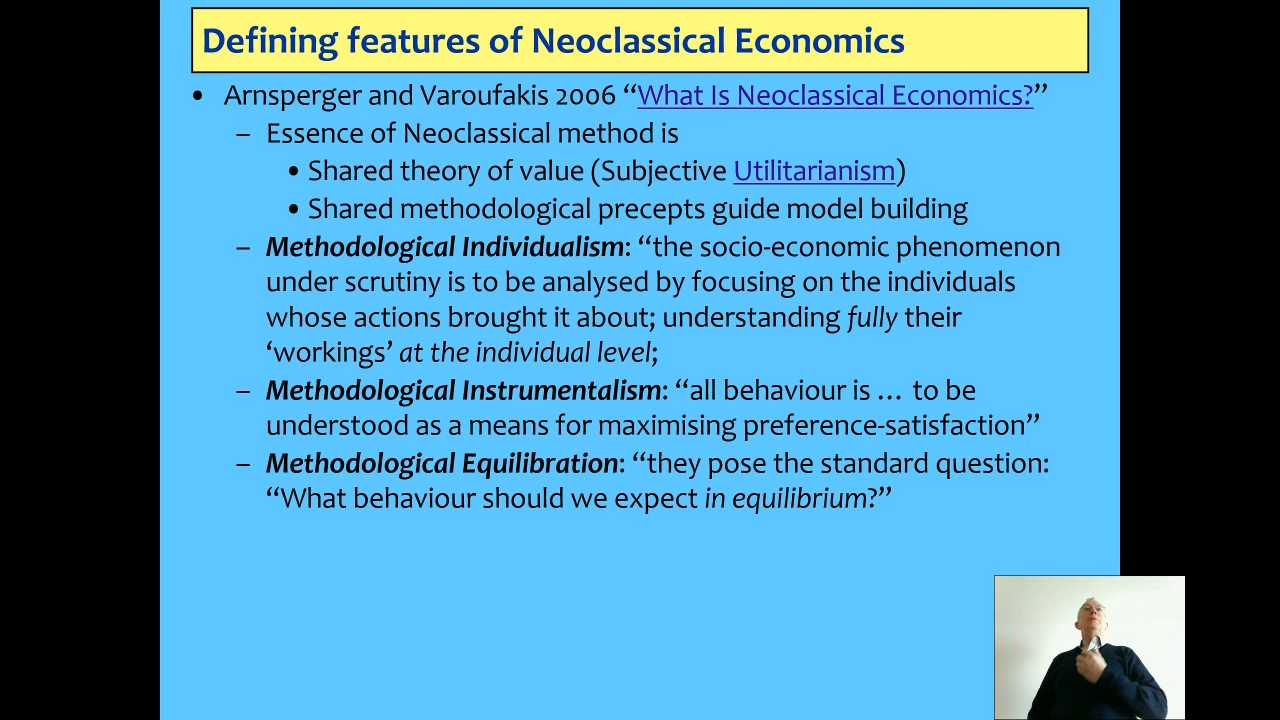 Defining features of Neoclassical Economics
• Arnsperger and Varoufakis 2006 “What Is Neoclassical Economics?”
– Essence of Neoclassical method is
• Shared theory of value (Subjective Utilitarianism)
• Shared methodological precepts guide model building
– Methodological Individualism: “the socio-economic phenomenon
under scrutiny is to be analysed by focusing on the individuals
whose actions brought it about; understanding fully their
‘workings’ at the individual level;
– Methodological Instrumentalism: “all behaviour is … to be
understood as a means for maximising preference-satisfaction”
– Methodological Equilibration: “they pose the standard question:
“What behaviour should we expect in equilibrium?”